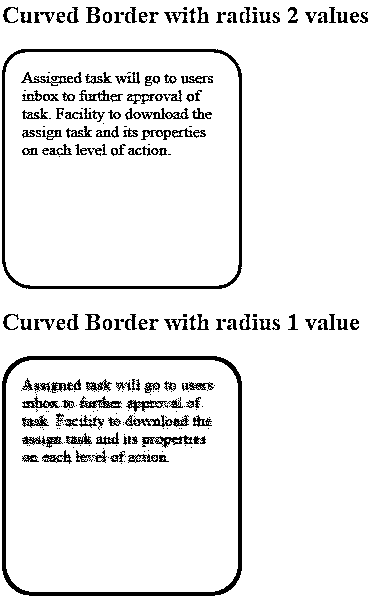 Curved Border with radius 2 values
Assigned task will go to users
inbox to further approval of
task. Facility to download the
assign task and its properties
on each level of action.
Curved Border with radius 1 value
Assigned task will go to users
inbox to further approval of
task. Facility to download the
assign task and its properties
on each level of action.